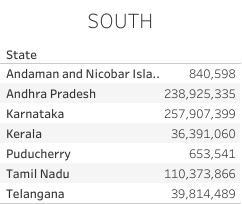 SOUTH
State
Andaman and Nicobar Isla.. 840,598
Andhra Pradesh 238,925,335
Karnataka 257,907,399
Kerala 36,391,060
Puducherry 653,541
Tamil Nadu 110,373,866
Telangana 39,814,489